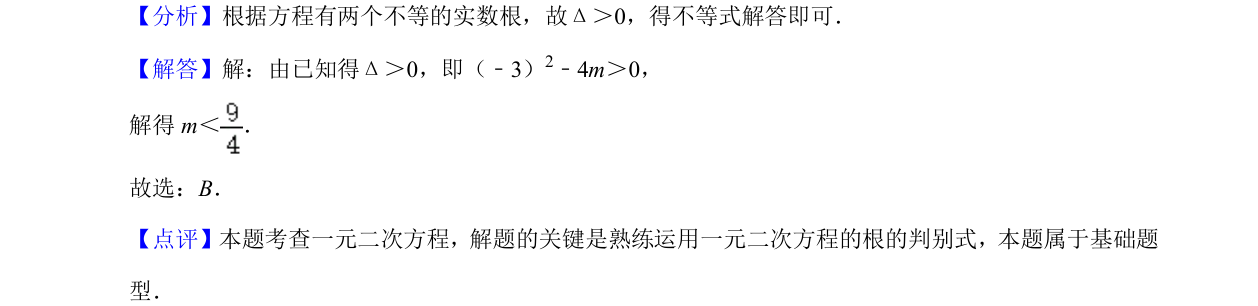 【分析】根据方程有两个不等的实数根，故Δ＞0，得不等式解答即可．
【解答】解：由已知得Δ＞0，即（﹣3）²﹣4m＞0，
解得 m＜9/4．
故选：B．
【点评】本题考查一元二次方程，解题的关键是熟练运用一元二次方程的根的判别式，本题属于基础题
型．